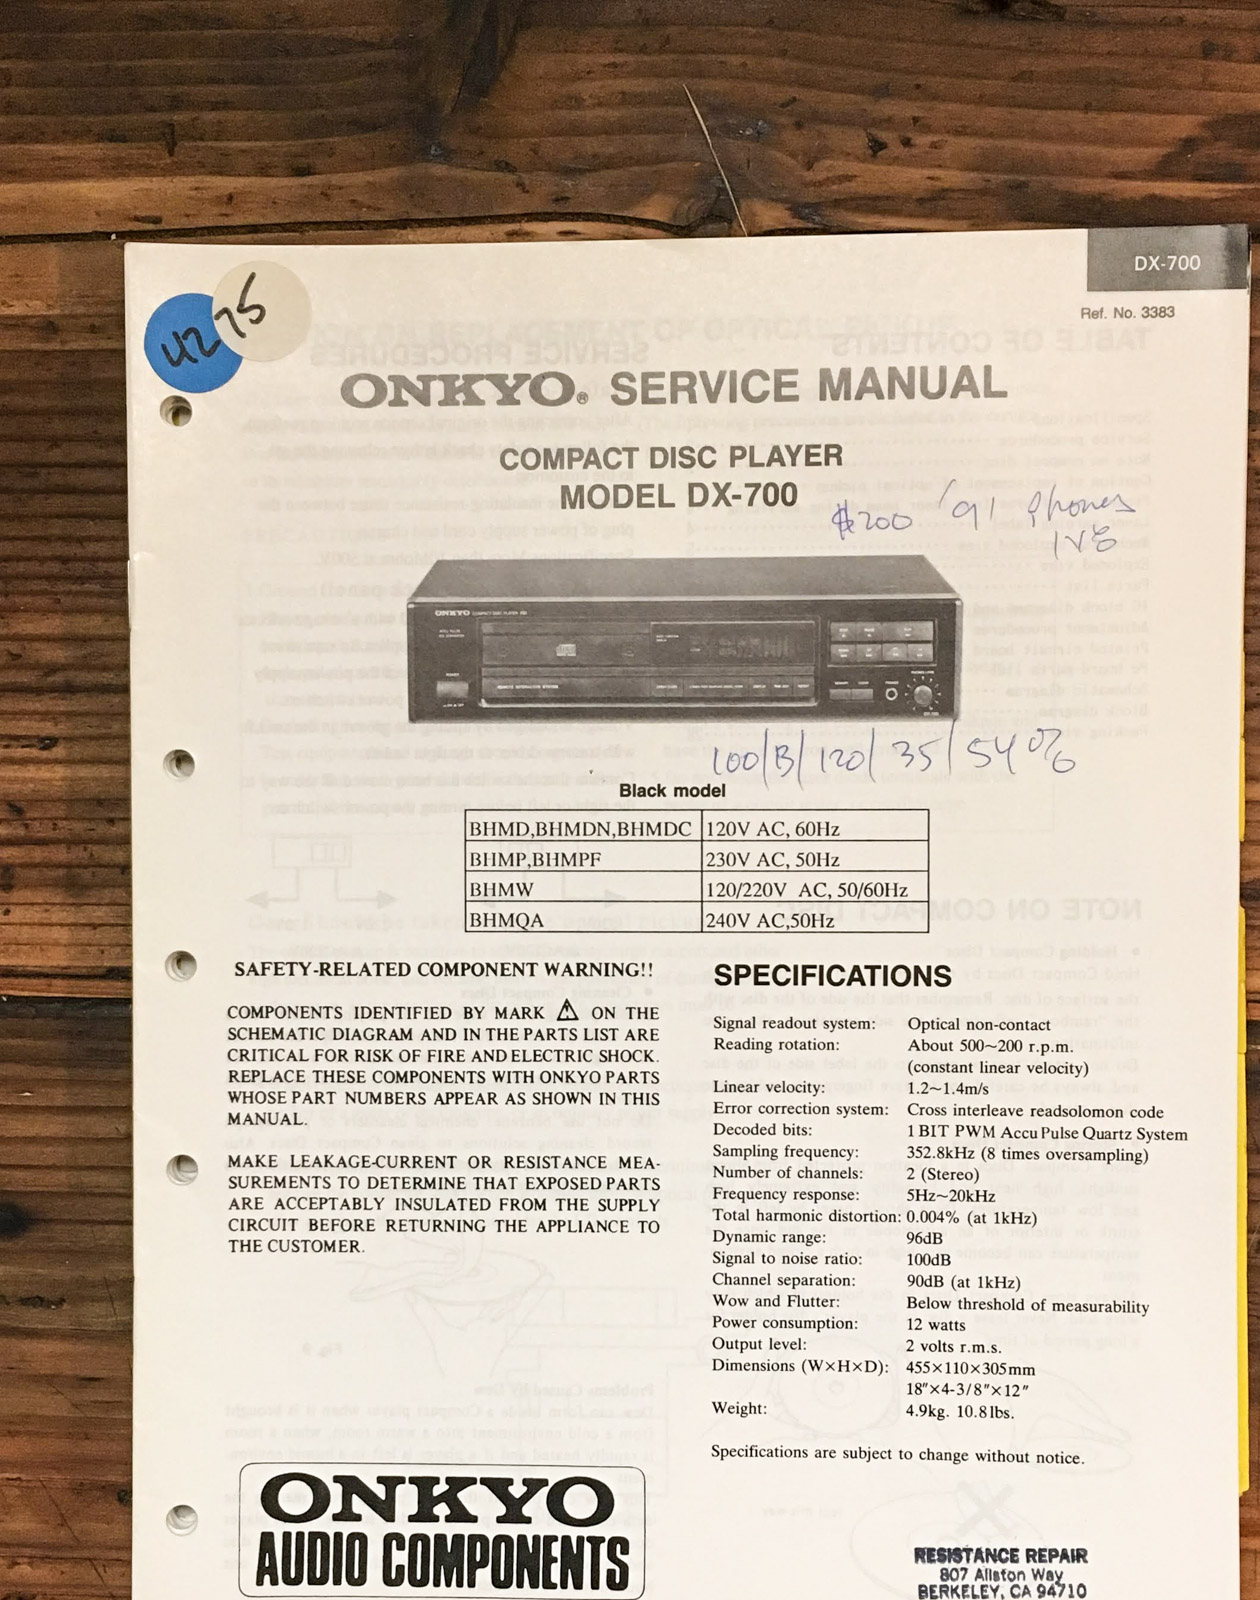 DX-700
Ref. No. 3383
4275
ONKYO® SERVICE MANUAL
COMPACT DISC PLAYER
MODEL DX-700
$200 '91 phones
ONKYO COMPACT DISC PLAYER
100/B/120/35/54%
Black model
BHMD,BHMDN,BHMDC 120V AC, 60Hz
BHMP,BHMPF 230V AC, 50Hz
BHMW 120/220V AC, 50/60Hz
BHMQA 240V AC,50Hz
SAFETY-RELATED COMPONENT WARNING!!
COMPONENTS IDENTIFIED BY MARK ⚠ ON THE
SCHEMATIC DIAGRAM AND IN THE PARTS LIST ARE
CRITICAL FOR RISK OF FIRE AND ELECTRIC SHOCK.
REPLACE THESE COMPONENTS WITH ONKYO PARTS
WHOSE PART NUMBERS APPEAR AS SHOWN IN THIS
MANUAL.
MAKE LEAKAGE-CURRENT OR RESISTANCE MEA-
SUREMENTS TO DETERMINE THAT EXPOSED PARTS
ARE ACCEPTABLY INSULATED FROM THE SUPPLY
CIRCUIT BEFORE RETURNING THE APPLIANCE TO
THE CUSTOMER.
SPECIFICATIONS
Signal readout system: Optical non-contact
Reading rotation: About 500~200 r.p.m.
(constant linear velocity)
Linear velocity: 1.2~1.4m/s
Error correction system: Cross interleave readsolomon code
Decoded bits: 1 BIT PWM Accu Pulse Quartz System
Sampling frequency: 352.8kHz (8 times oversampling)
Number of channels: 2 (Stereo)
Frequency response: 5Hz~20kHz
Total harmonic distortion: 0.004% (at 1kHz)
Dynamic range: 96dB
Signal to noise ratio: 100dB
Channel separation: 90dB (at 1kHz)
Wow and Flutter: Below threshold of measurability
Power consumption: 12 watts
Output level: 2 volts r.m.s.
Dimensions (W×H×D): 455×110×305mm
18"×4-3/8"×12"
Weight: 4.9kg. 10.8lbs.
Specifications are subject to change without notice.
ONKYO
AUDIO COMPONENTS
RESISTANCE REPAIR
807 Allston Way
BERKELEY, CA 94710